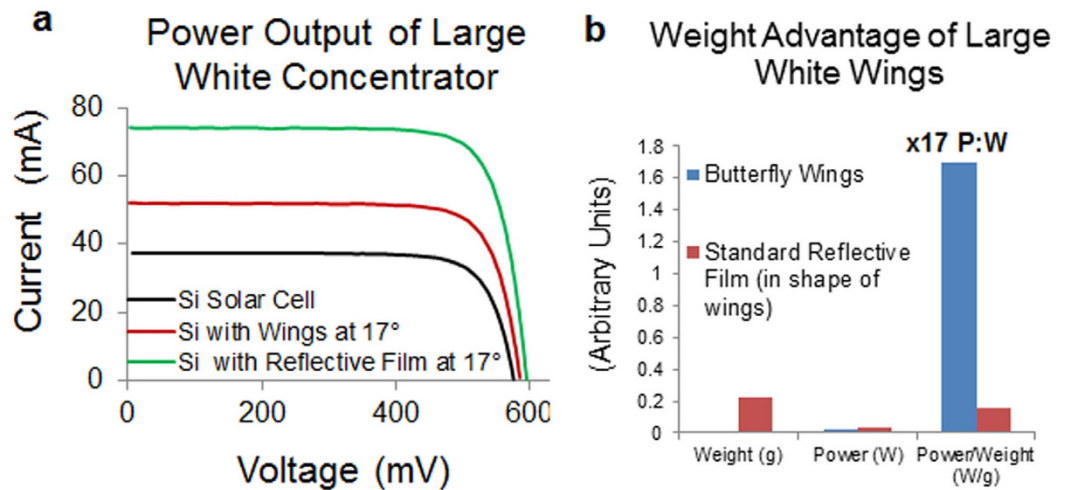 a
Power Output of Large
White Concentrator
Current (mA)
80
60
40
20
0
Si Solar Cell
Si with Wings at 17°
Si with Reflective Film at 17°
0
200
400
600
Voltage (mV)
b
Weight Advantage of Large
White Wings
(Arbitrary Units)
1.8
1.6
1.4
1.2
1
0.8
0.6
0.4
0.2
0
x17 P:W
Butterfly Wings
Standard Reflective
Film (in shape of
wings)
Weight (g)
Power (W)
Power/Weight
(W/g)